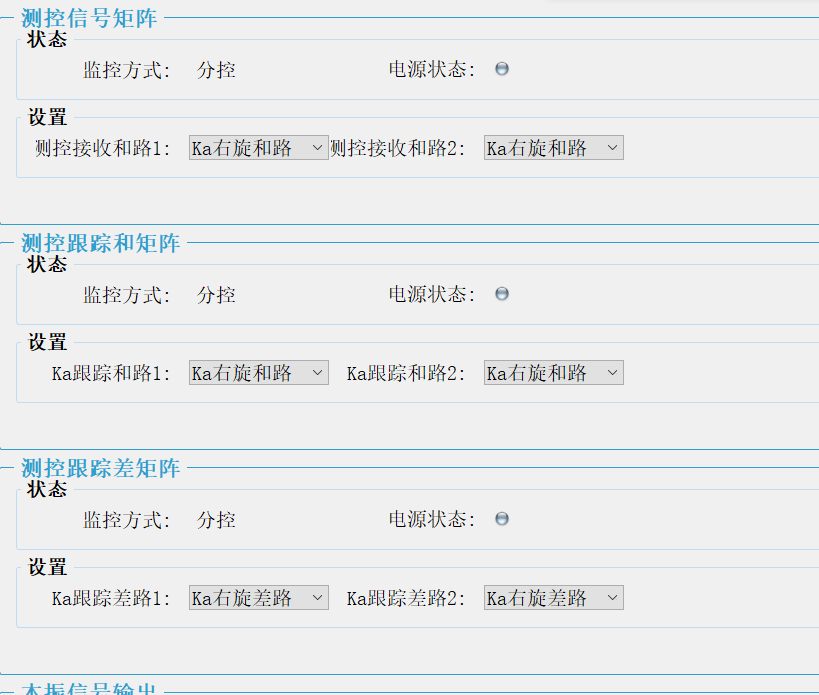 测控信号矩阵
状态
监控方式： 分控 电源状态：
设置
测控接收和路1： Ka右旋和路 测控接收和路2： Ka右旋和路
测控跟踪和矩阵
状态
监控方式： 分控 电源状态：
设置
Ka跟踪和路1： Ka右旋和路 Ka跟踪和路2： Ka右旋和路
测控跟踪差矩阵
状态
监控方式： 分控 电源状态：
设置
Ka跟踪差路1： Ka右旋差路 Ka跟踪差路2： Ka右旋差路
本振信号输出